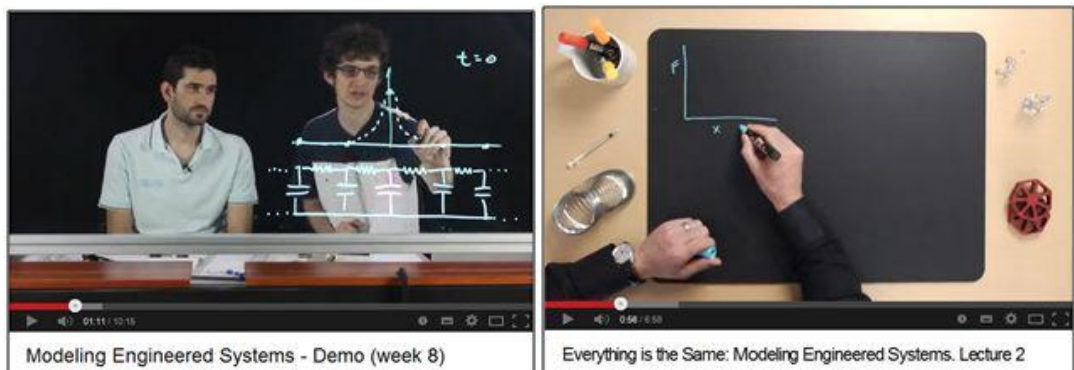 t=0
01:11 / 10:15
Modeling Engineered Systems - Demo (week 8)
F
x
0:56 / 6:58
Everything is the Same: Modeling Engineered Systems. Lecture 2